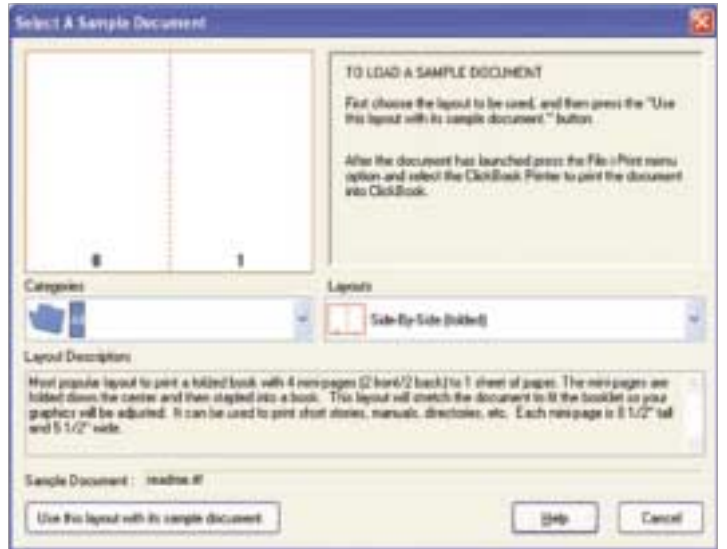 Select A Sample Document
TO LOAD A SAMPLE DOCUMENT
First choose the layout to be used, and then press the "Use
this layout with its sample document." button
After the document has launched press the File > Print menu
option and select the ClickBook Printer to print the document
into ClickBook.
1
Categories
Layouts
Side-By-Side (folded)
Layout Description
Most popular layout to print a folded book with 4 mini pages (2 front/2 back) to 1 sheet of paper. The mini pages are
folded down the center and then stapled into a book. This layout will stretch the document to fit the booklet so your
graphics will be adjusted. It can be used to print short stories, manuals, directories, etc. Each mini page is 8 1/2" tall
and 5 1/2" wide.
Sample Document :
Use this layout with its sample document
Help
Cancel